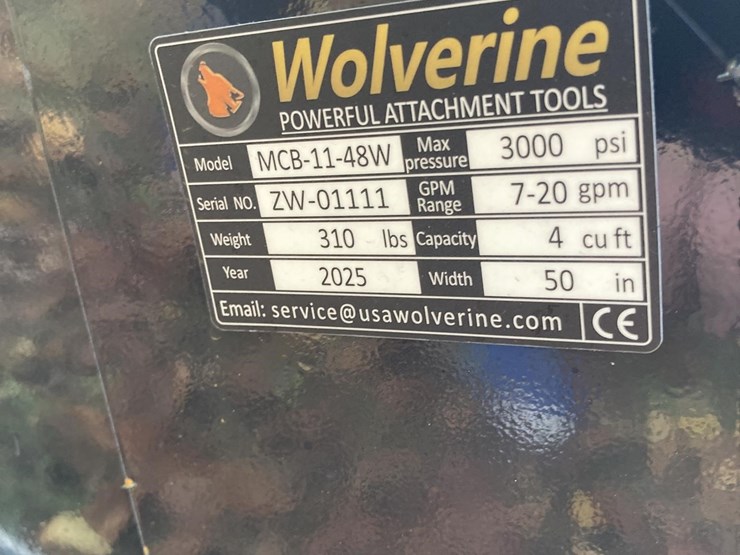 Wolverine
POWERFUL ATTACHMENT TOOLS
Model MCB-11-48W Max pressure 3000 psi
Serial NO. ZW-01111 GPM Range 7-20 gpm
Weight 310 lbs Capacity 4 cu ft
Year 2025 Width 50 in
Email: service@usawolverine.com CE